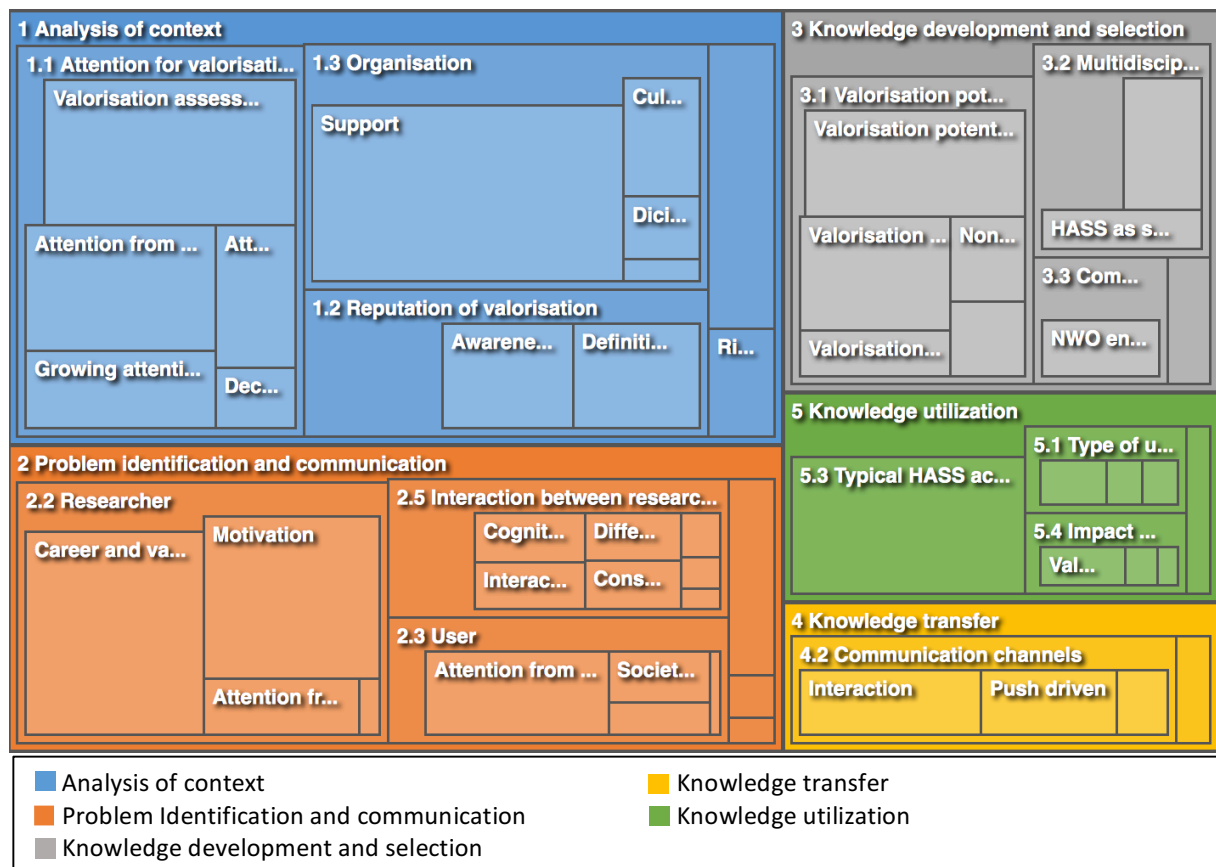 1 Analysis of context
1.1 Attention for valorisati...
Valorisation assess...
Attention from ...
Att...
Growing attenti...
Dec...
1.3 Organisation
Support
Cul...
Dici...
1.2 Reputation of valorisation
Awarene...
Definiti...
Ri...
2 Problem identification and communication
2.2 Researcher
Career and va...
Motivation
Attention fr...
2.5 Interaction between researc...
Cognit...
Diffe...
Interac...
Cons...
2.3 User
Attention from ...
Societ...
3 Knowledge development and selection
3.1 Valorisation pot...
Valorisation potent...
Valorisation ...
Non...
Valorisation...
3.2 Multidiscip...
HASS as s...
3.3 Com...
NWO en...
5 Knowledge utilization
5.3 Typical HASS ac...
5.1 Type of u...
5.4 Impact ...
Val...
4 Knowledge transfer
4.2 Communication channels
Interaction
Push driven
Analysis of context
Problem Identification and communication
Knowledge development and selection
Knowledge transfer
Knowledge utilization